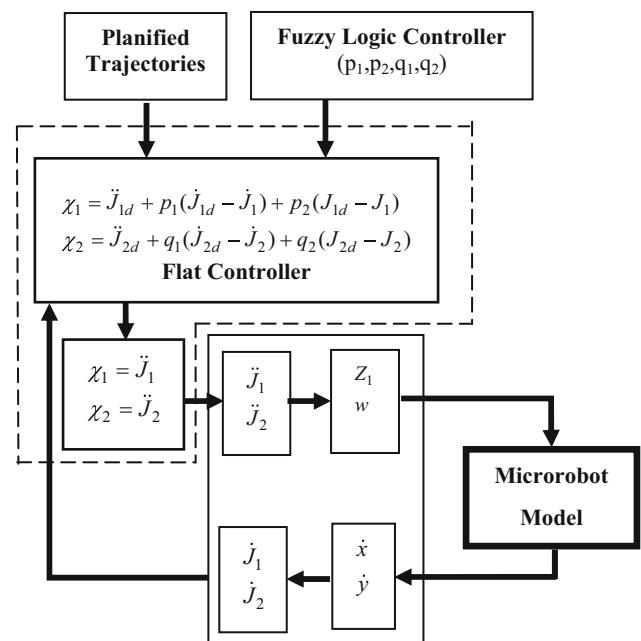 Planified
Trajectories
Fuzzy Logic Controller
(p₁,p₂,q₁,q₂)
χ₁ = J̈₁d + p₁(J̇₁d − J̇₁) + p₂(J₁d − J₁)
χ₂ = J̈₂d + q₁(J̇₂d − J̇₂) + q₂(J₂d − J₂)
Flat Controller
χ₁ = J̈₁
χ₂ = J̈₂
J̈₁
J̈₂
Z₁
w
Microrobot
Model
J̇₁
J̇₂
ẋ
ẏ